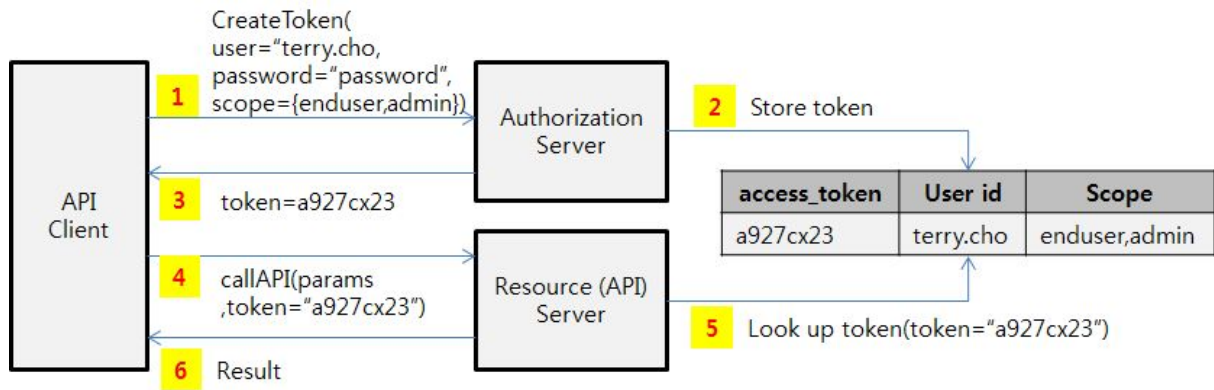 CreateToken(
user="terry.cho,
password="password",
scope={enduser,admin})
1
API
Client
Authorization
Server
2
Store token
3
token=a927cx23
access_token
User id
Scope
a927cx23
terry.cho
enduser,admin
4
callAPI(params
,token="a927cx23")
Resource (API)
Server
5
Look up token(token="a927cx23")
6
Result